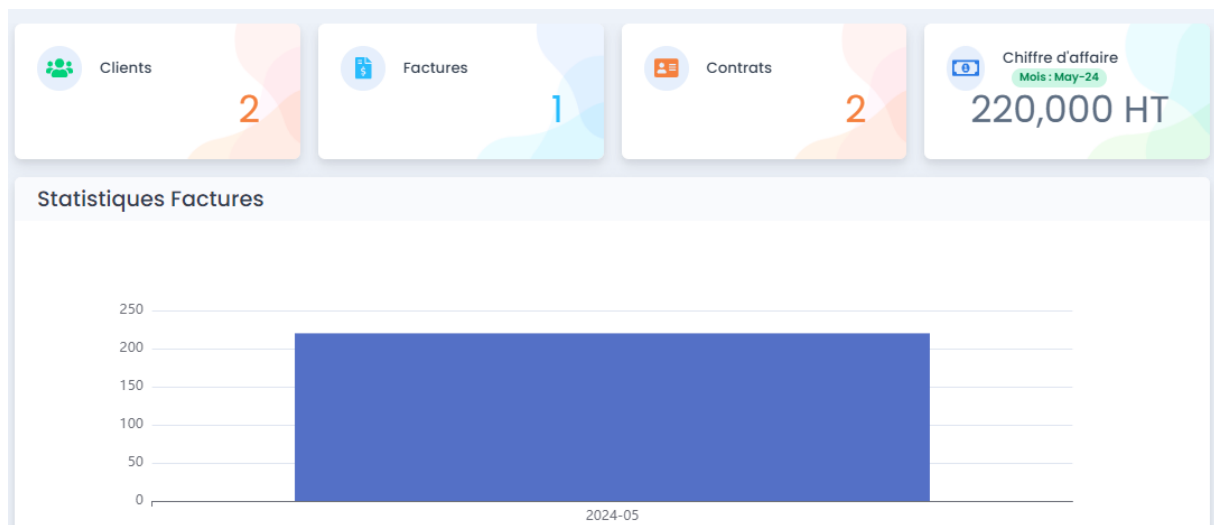 Clients
2
Factures
1
Contrats
2
Chiffre d'affaire
Mois : May-24
220,000 HT
Statistiques Factures
250
200
150
100
50
0
2024-05